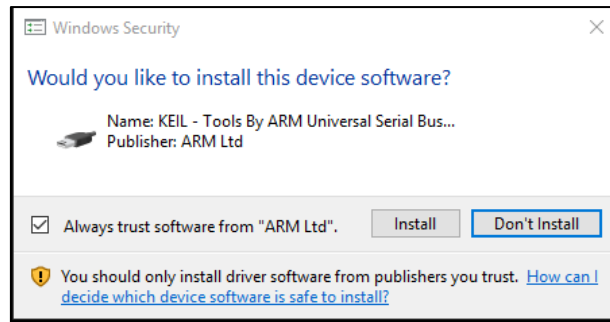 Windows Security
Would you like to install this device software?
Name: KEIL - Tools By ARM Universal Serial Bus...
Publisher: ARM Ltd
Always trust software from "ARM Ltd".
Install
Don't Install
You should only install driver software from publishers you trust. How can I
decide which device software is safe to install?